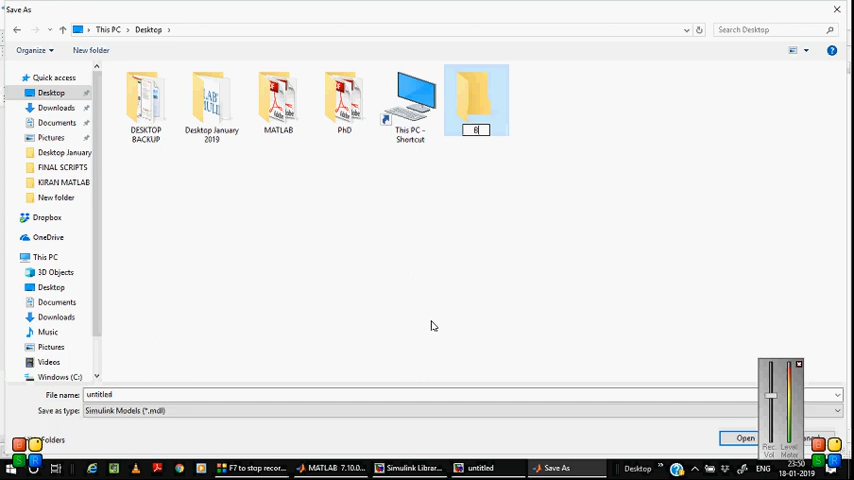 Save As
This PC > Desktop >
Search Desktop
Organize
New folder
Quick access
Desktop
Downloads
Documents
Pictures
Desktop January
FINAL SCRIPTS
KIRAN MATLAB
New folder
Dropbox
OneDrive
This PC
3D Objects
Desktop
Documents
Downloads
Music
Pictures
Videos
Windows (C:)
DESKTOP
BACKUP
Desktop January
2019
MATLAB
PhD
This PC -
Shortcut
File name:
untitled
Save as type:
Simulink Models (*.mdl)
Folders
Open
Rec.
Vol
Level
Meter
F7 to stop recor...
MATLAB 7.10.0...
Simulink Librar...
untitled
Save As
Desktop
ENG
23:50
18-01-2019